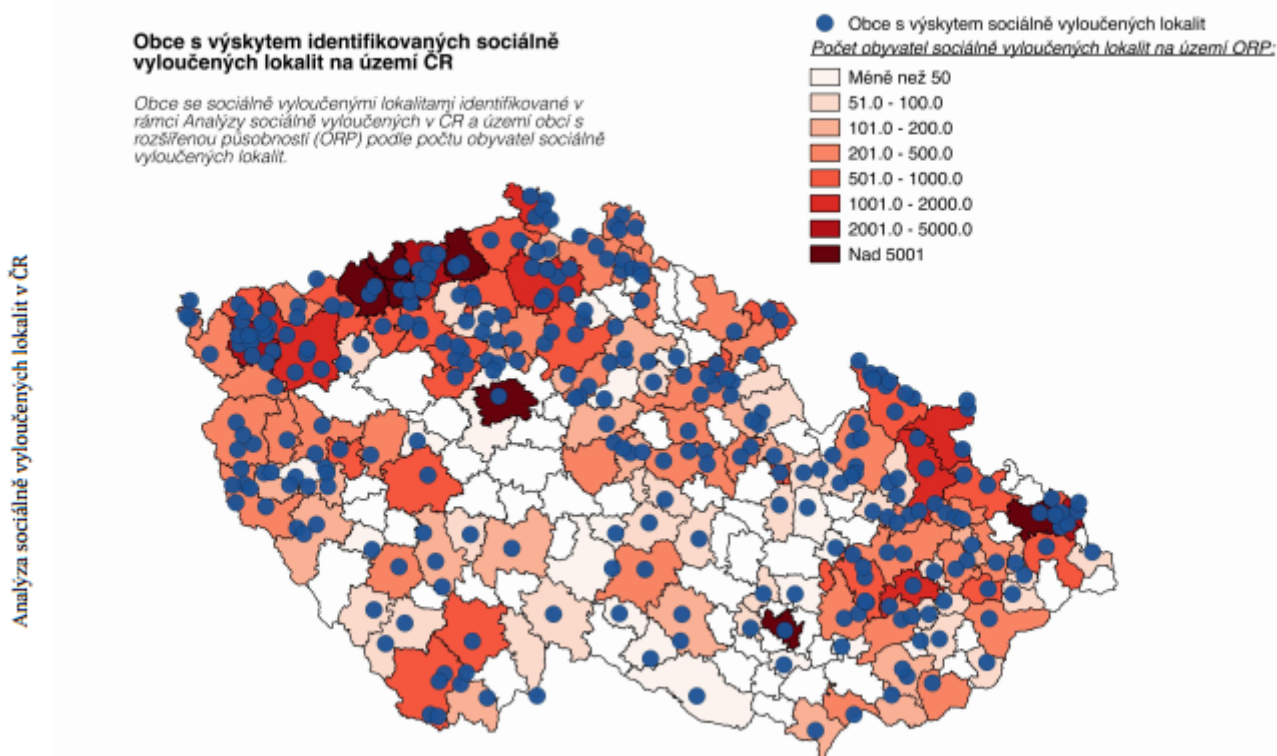 Analýza sociálně vyloučených lokalit v ČR
Obce s výskytem identifikovaných sociálně
vyloučených lokalit na území ČR
Obce se sociálně vyloučenými lokalitami identifikované v
rámci Analýzy sociálně vyloučených v ČR a území obcí s
rozšířenou působností (ORP) podle počtu obyvatel sociálně
vyloučených lokalit.
Obce s výskytem sociálně vyloučených lokalit
Počet obyvatel sociálně vyloučených lokalit na území ORP:
Méně než 50
51.0 - 100.0
101.0 - 200.0
201.0 - 500.0
501.0 - 1000.0
1001.0 - 2000.0
2001.0 - 5000.0
Nad 5001